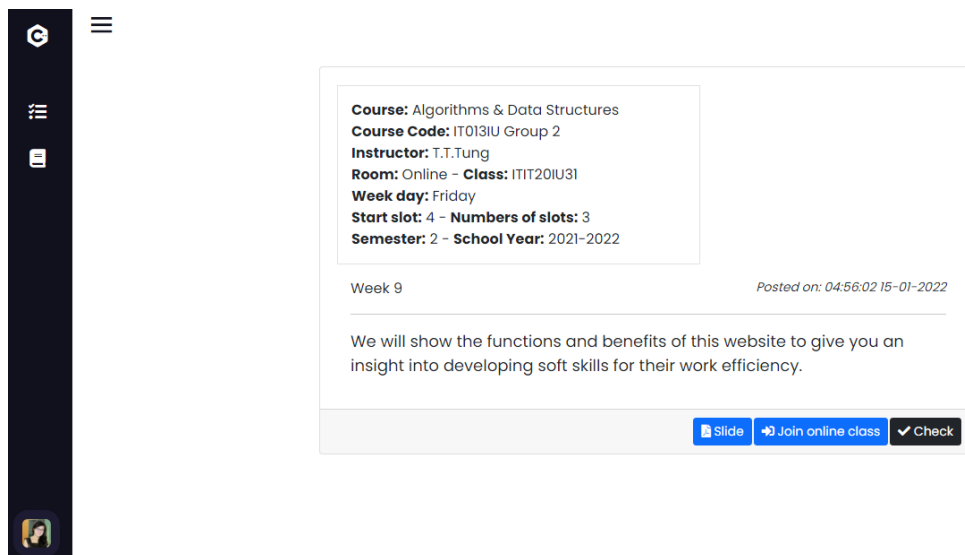 Course: Algorithms & Data Structures
Course Code: IT013IU Group 2
Instructor: T.T.Tung
Room: Online - Class: ITIT20IU31
Week day: Friday
Start slot: 4 - Numbers of slots: 3
Semester: 2 - School Year: 2021-2022
Week 9 Posted on: 04:56:02 15-01-2022
We will show the functions and benefits of this website to give you an
insight into developing soft skills for their work efficiency.
Slide Join online class Check